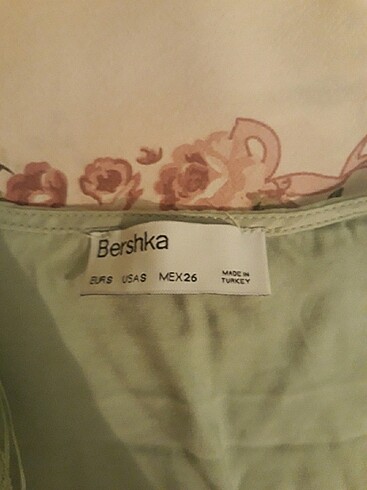 Bershka
EUR S USA S MEX 26 MADE IN
TURKEY